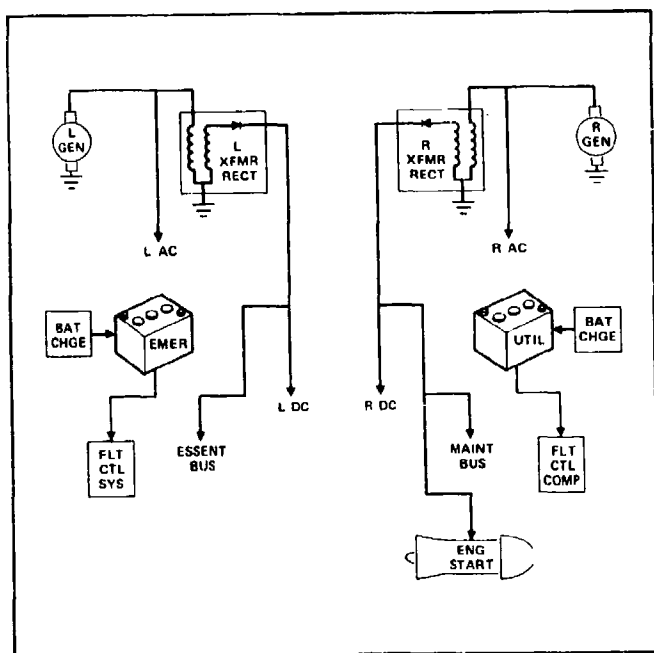 L
GEN
L
XFMR
RECT
R
XFMR
RECT
R
GEN
L AC
R AC
BAT
CHGE
EMER
UTIL
BAT
CHGE
L DC
R DC
FLT
CTL
SYS
ESSENT
BUS
MAINT
BUS
FLT
CTL
COMP
ENG
START